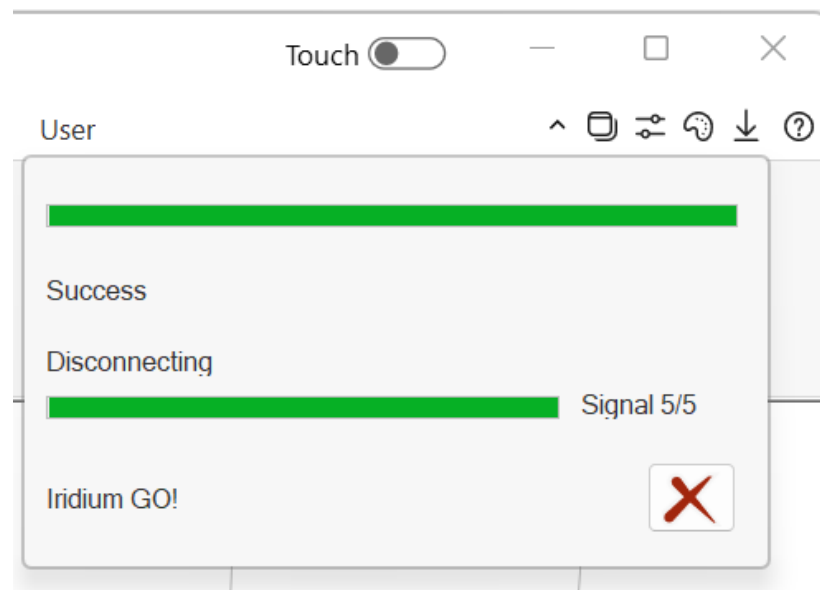 Touch
User
Success
Disconnecting
Signal 5/5
Iridium GO!